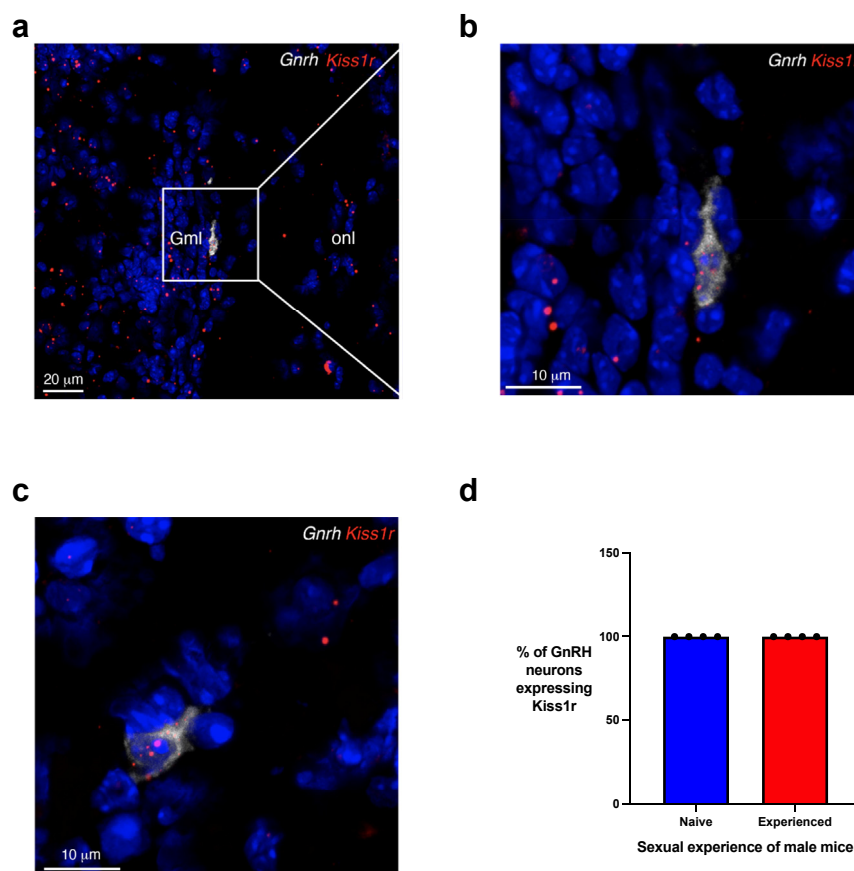 a
Gnrh Kiss1r
Gml
onl
20 μm
b
Gnrh Kiss1
10 μm
c
Gnrh Kiss1r
10 μm
d
150
100
50
0
% of GnRH
neurons
expressing
Kiss1r
Naive
Experienced
Sexual experience of male mice